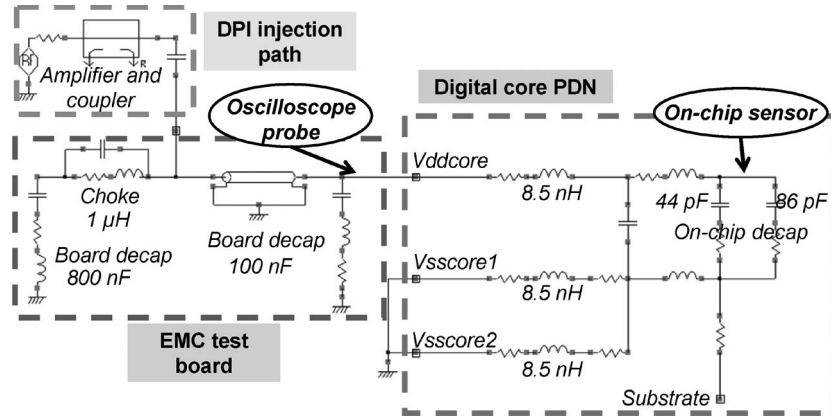 DPI injection
path
RF
R
Amplifier and
coupler
Oscilloscope
probe
Digital core PDN
On-chip sensor
Vddcore
8.5 nH
44 pF
86 pF
On-chip decap
Choke
1 µH
Board decap
800 nF
Board decap
100 nF
Vsscore1
8.5 nH
Vsscore2
8.5 nH
Substrate
EMC test
board